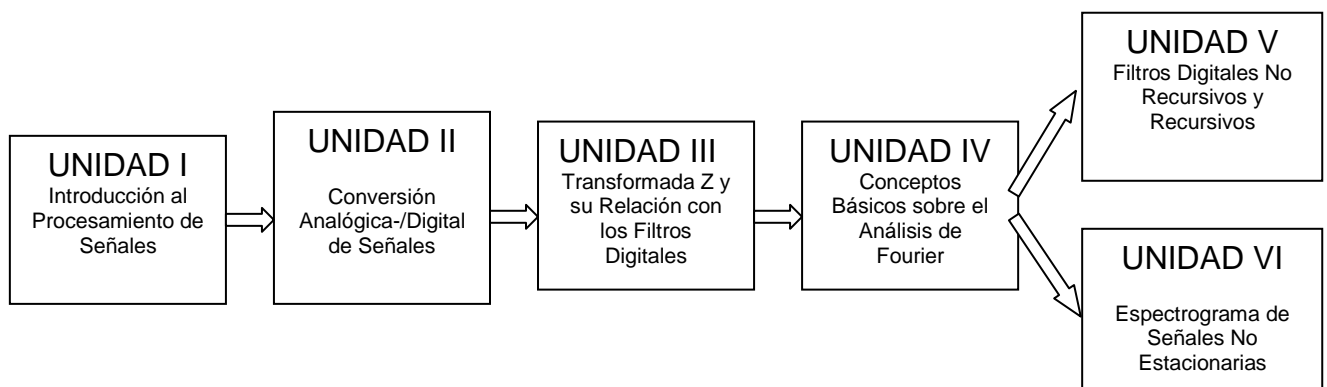 UNIDAD I
Introducción al
Procesamiento de
Señales
UNIDAD II
Conversión
Analógica-/Digital
de Señales
UNIDAD III
Transformada Z y
su Relación con
los Filtros
Digitales
UNIDAD IV
Conceptos
Básicos sobre el
Análisis de
Fourier
UNIDAD V
Filtros Digitales No
Recursivos y
Recursivos
UNIDAD VI
Espectrograma de
Señales No
Estacionarias